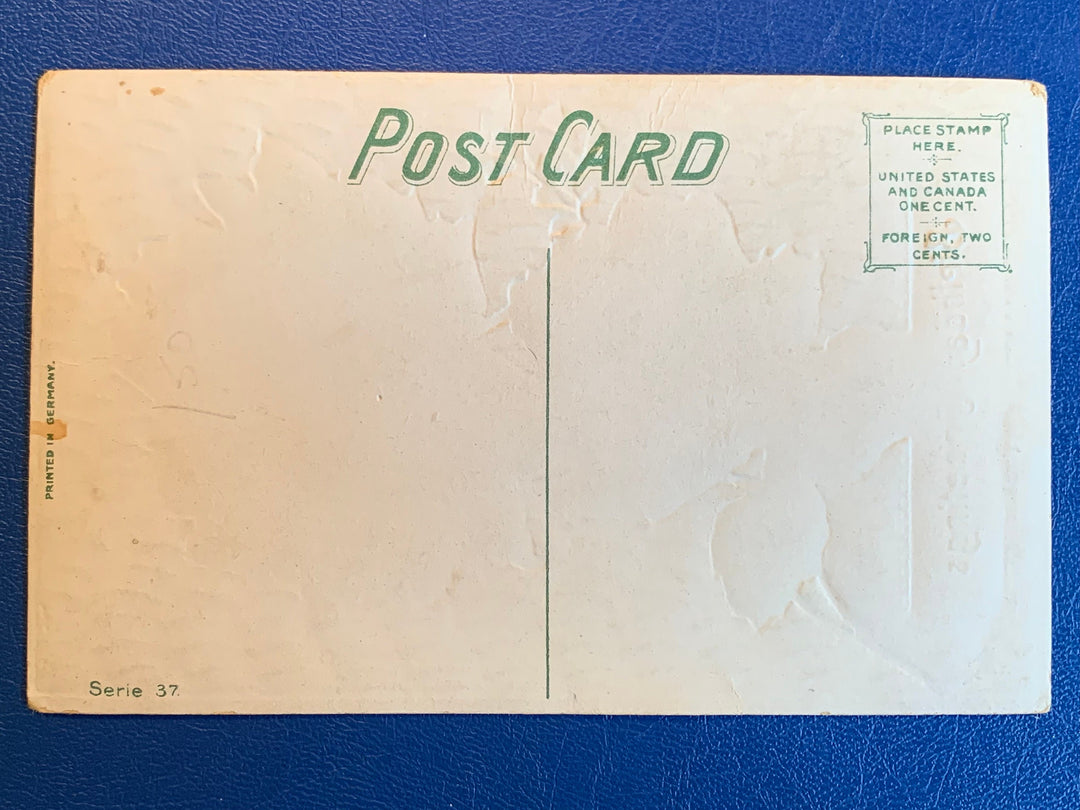 POST CARD
PLACE STAMP
HERE.
UNITED STATES
AND CANADA
ONE CENT.
FOREIGN, TWO
CENTS.
PRINTED IN GERMANY.
Serie 37.